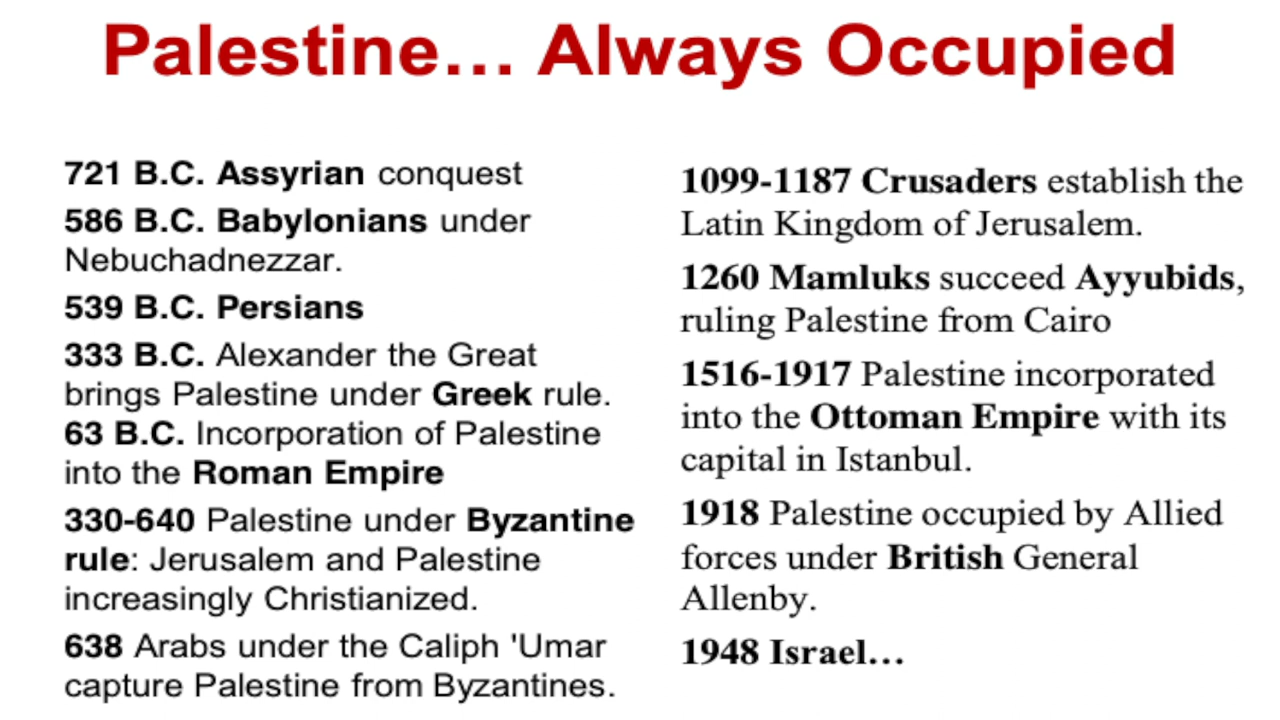 Palestine… Always Occupied
721 B.C. Assyrian conquest
586 B.C. Babylonians under
Nebuchadnezzar.
539 B.C. Persians
333 B.C. Alexander the Great
brings Palestine under Greek rule.
63 B.C. Incorporation of Palestine
into the Roman Empire
330-640 Palestine under Byzantine
rule: Jerusalem and Palestine
increasingly Christianized.
638 Arabs under the Caliph 'Umar
capture Palestine from Byzantines.
1099-1187 Crusaders establish the
Latin Kingdom of Jerusalem.
1260 Mamluks succeed Ayyubids,
ruling Palestine from Cairo
1516-1917 Palestine incorporated
into the Ottoman Empire with its
capital in Istanbul.
1918 Palestine occupied by Allied
forces under British General
Allenby.
1948 Israel…